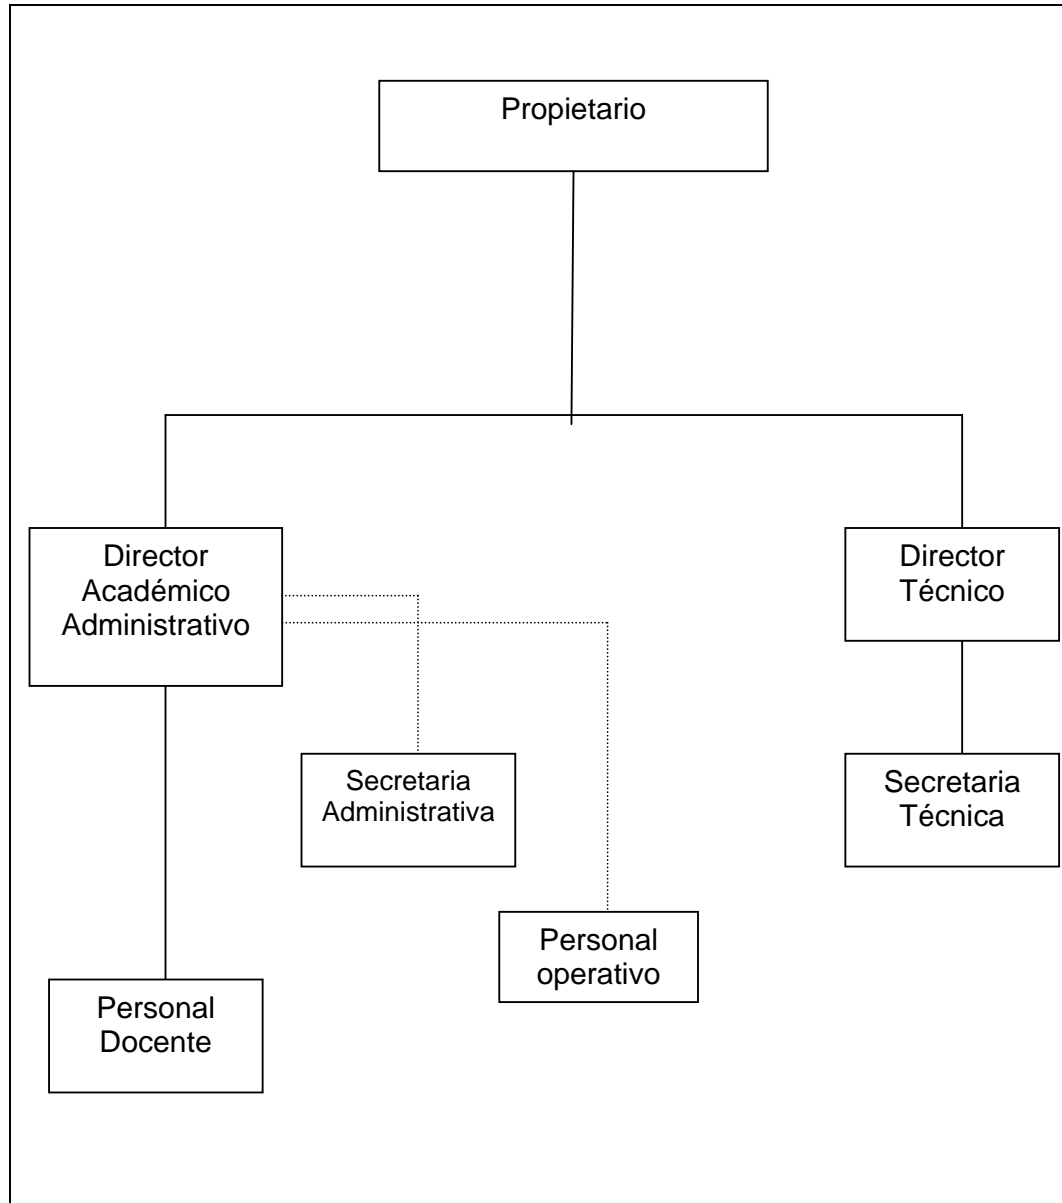 Propietario
Director
Académico
Administrativo
Director
Técnico
Secretaria
Administrativa
Secretaria
Técnica
Personal
operativo
Personal
Docente